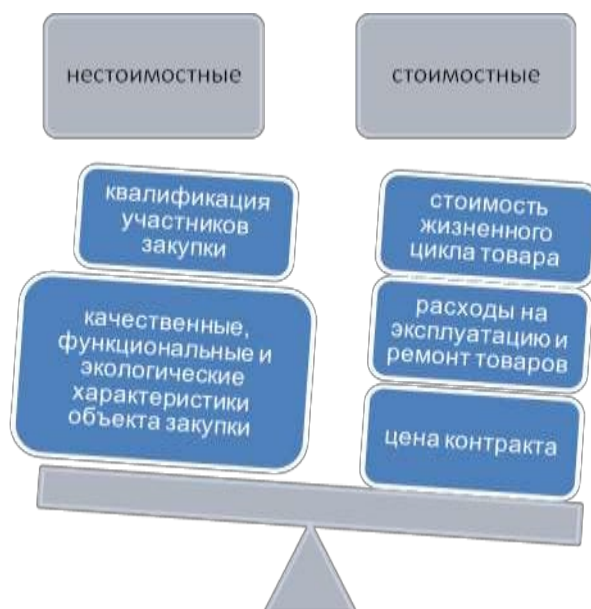 нестоимостные
стоимостные
квалификация
участников
закупки
качественные,
функциональные и
экологические
характеристики
объекта закупки
стоимость
жизненного
цикла товара
расходы на
эксплуатацию и
ремонт товаров
цена контракта